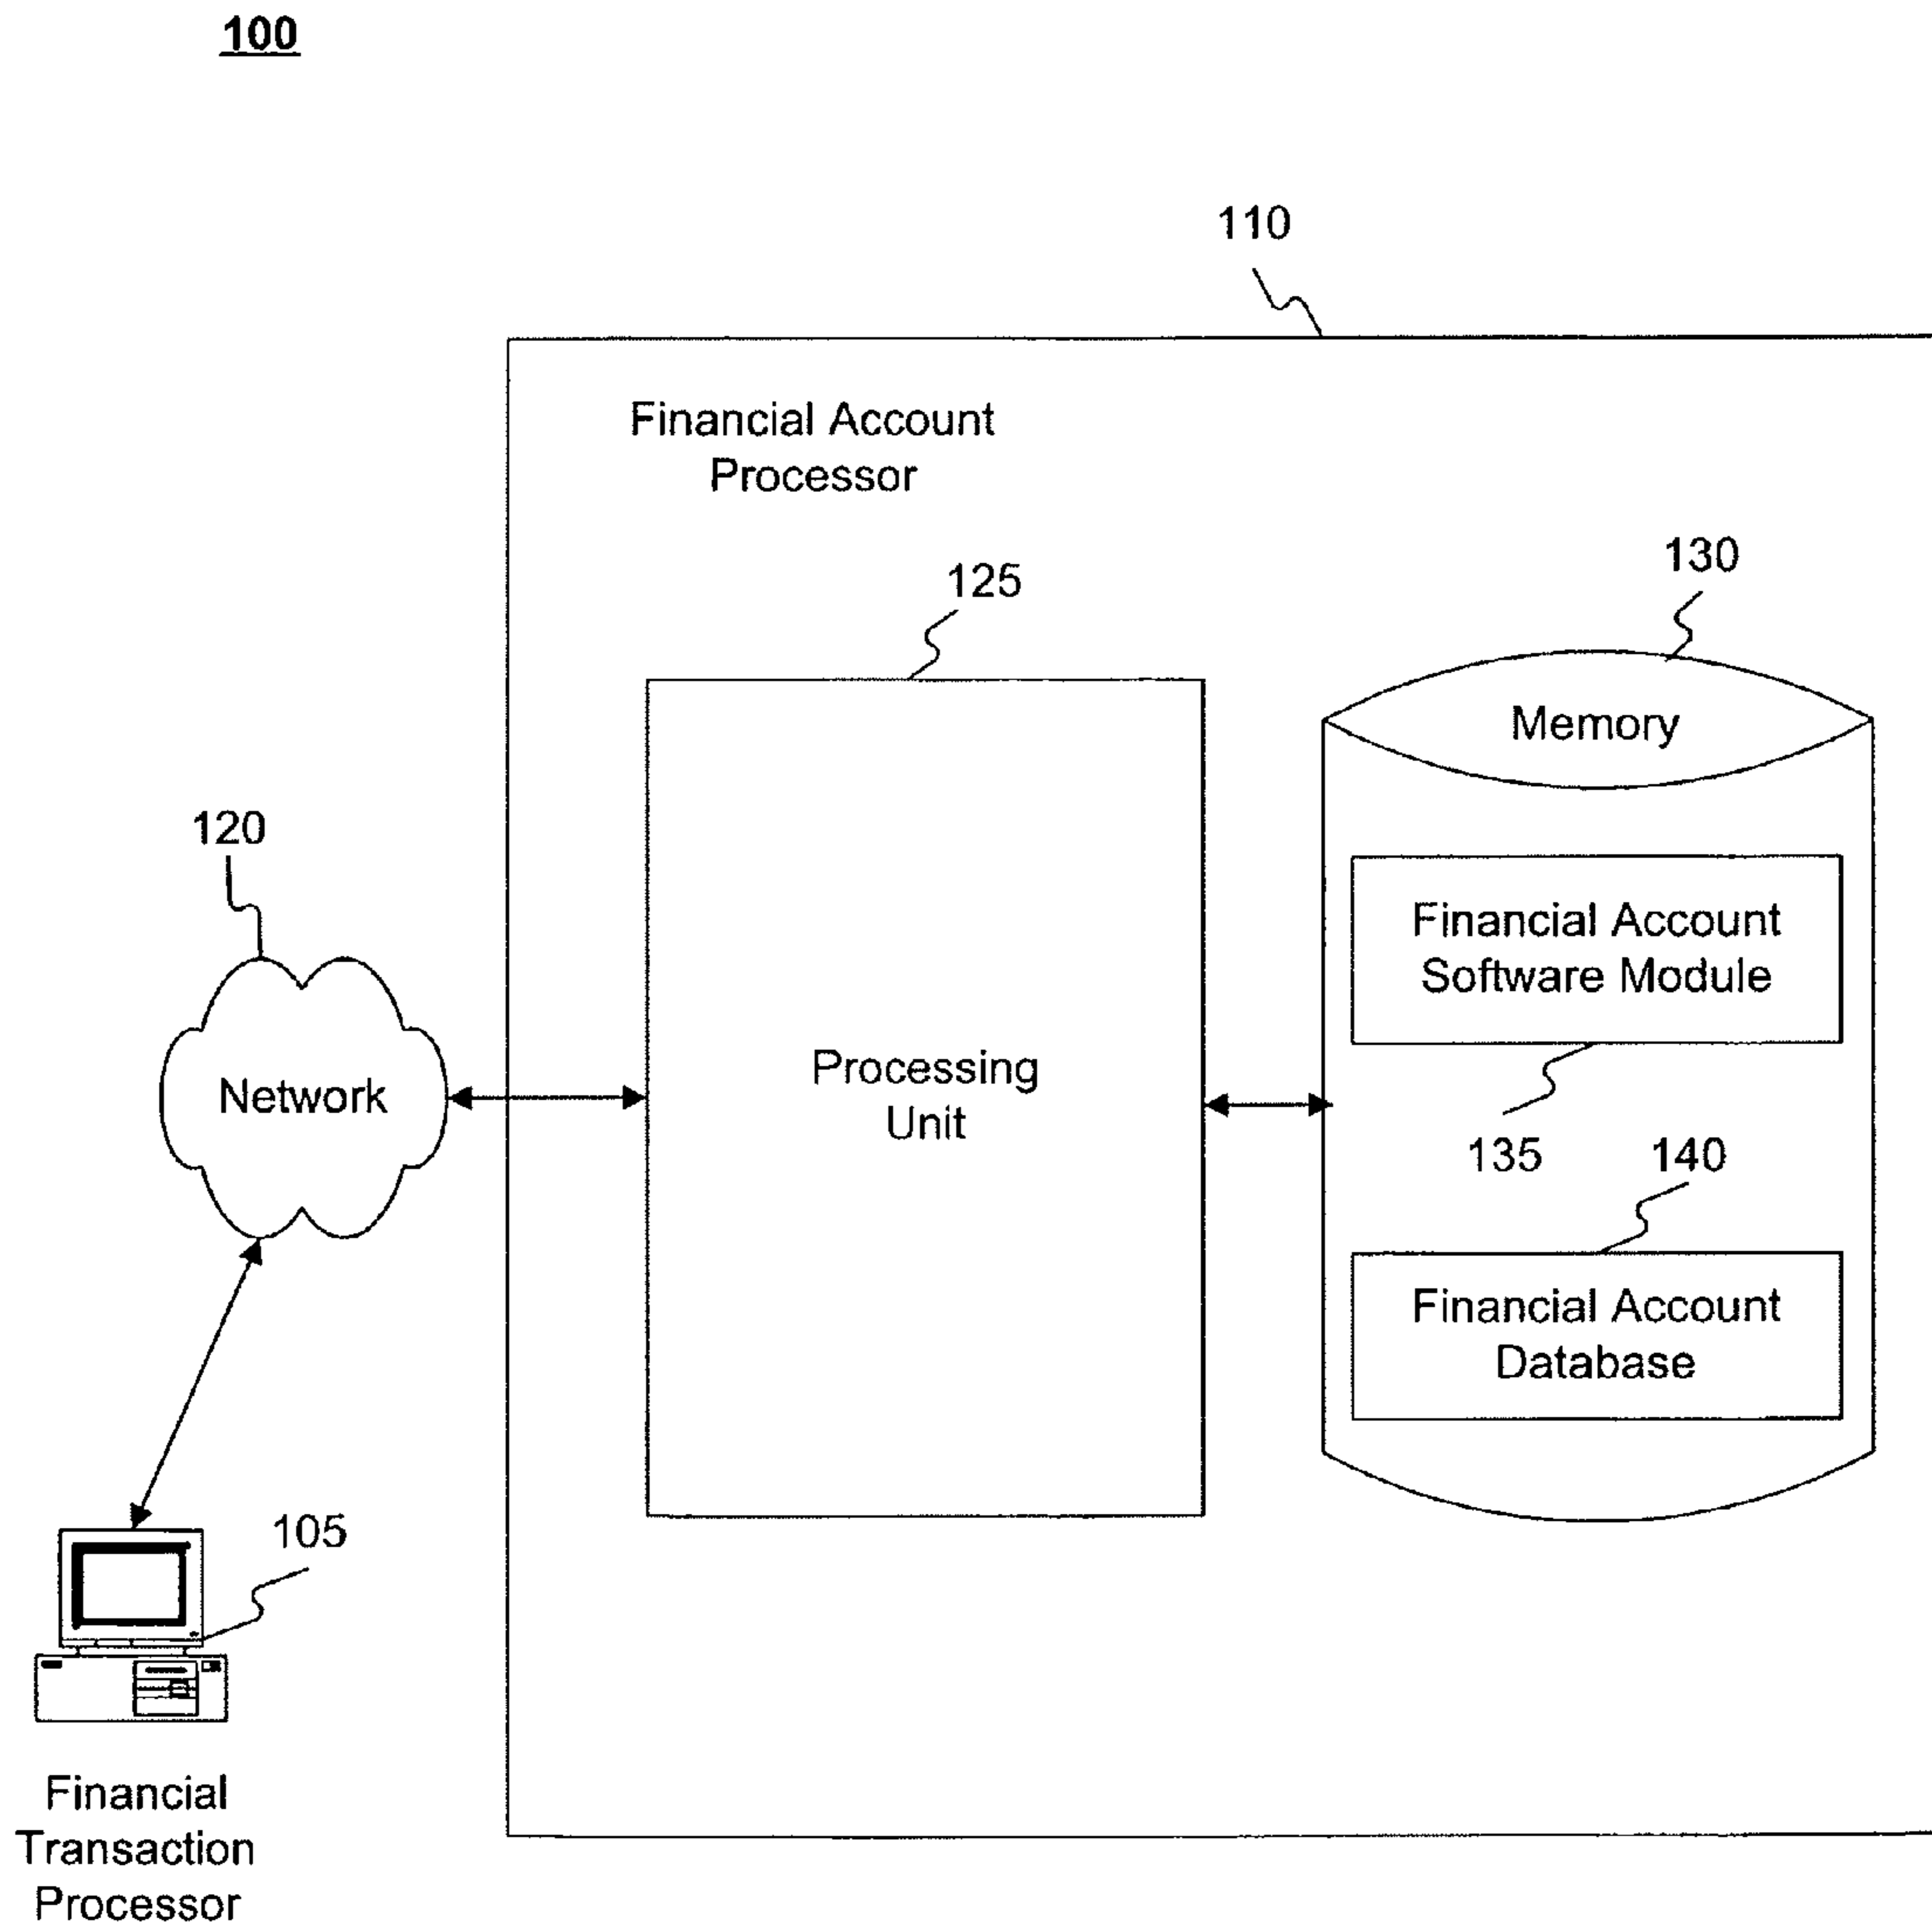 100
110
Financial Account
Processor
125
130
Memory
120
Financial Account
Software Module
Network
Processing
Unit
135
140
Financial Account
Database
105
Financial
Transaction
Processor